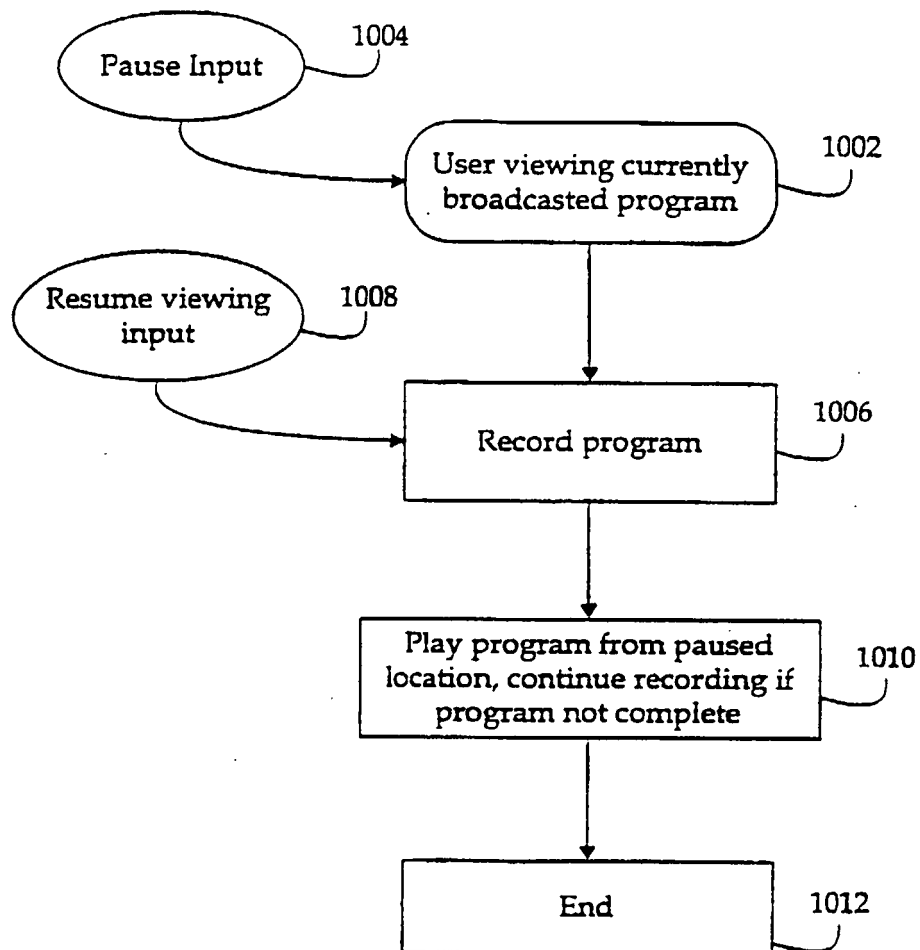 1004
Pause Input
1002
User viewing currently
broadcasted program
1008
Resume viewing
input
1006
Record program
Play program from paused
location, continue recording if
program not complete
1010
End
1012